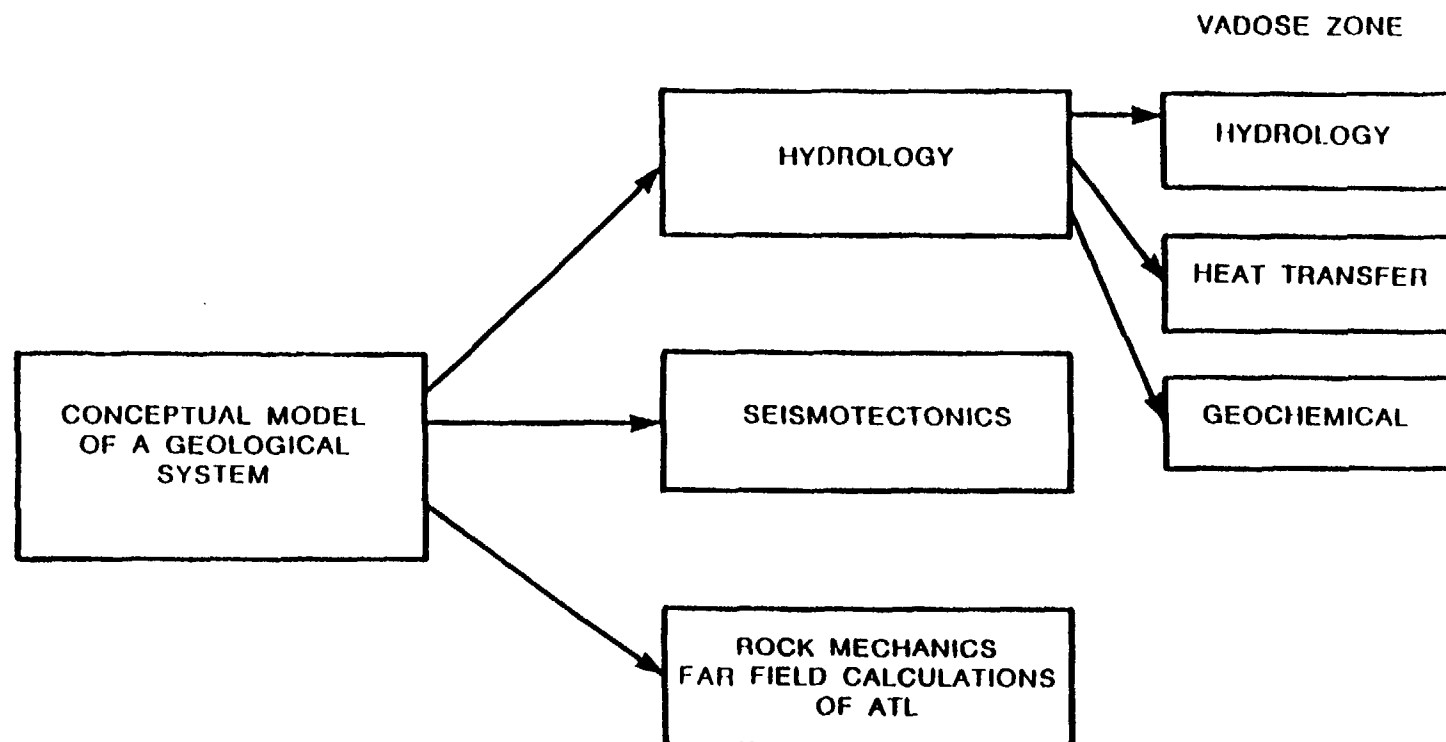 VADOSE ZONE
HYDROLOGY
HYDROLOGY
HEAT TRANSFER
CONCEPTUAL MODEL
OF A GEOLOGICAL
SYSTEM
SEISMOTECTONICS
GEOCHEMICAL
ROCK MECHANICS
FAR FIELD CALCULATIONS
OF ATL